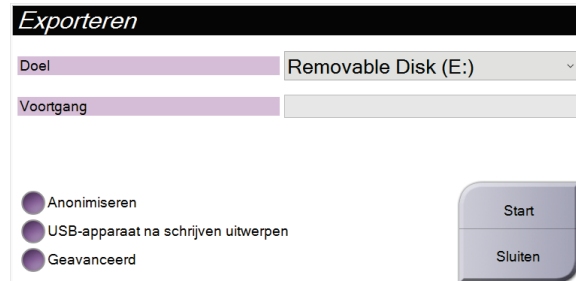 Exporteren
Doel
Removable Disk (E:)
Voortgang
Anonimiseren
USB-apparaat na schrijven uitwerpen
Geavanceerd
Start
Sluiten